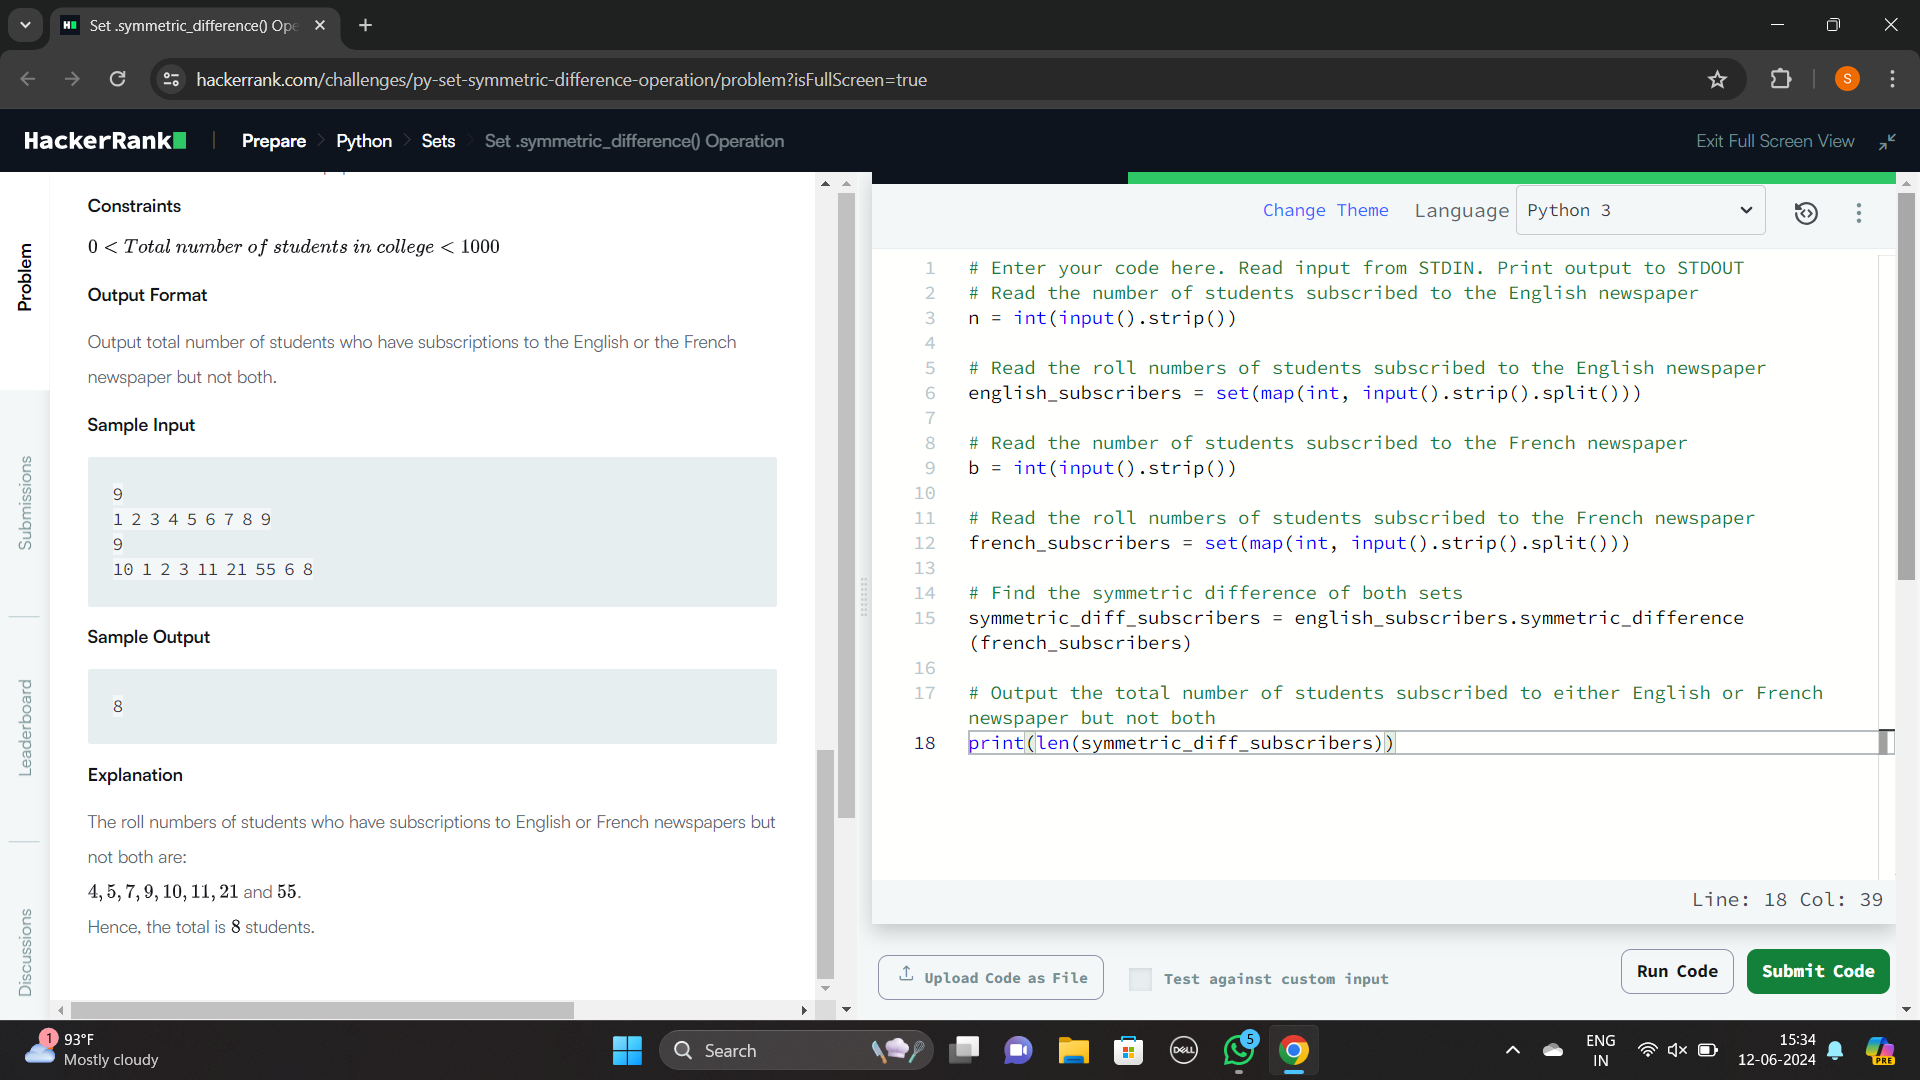 Set .symmetric_difference() Ope
hackerrank.com/challenges/py-set-symmetric-difference-operation/problem?isFullScreen=true
S
HackerRank
Prepare
Python
Sets
Set .symmetric_difference() Operation
Exit Full Screen View
Problem
Submissions
Leaderboard
Discussions
Constraints
0 < Total number of students in college < 1000
Output Format
Output total number of students who have subscriptions to the English or the French
newspaper but not both.
Sample Input
9
1 2 3 4 5 6 7 8 9
9
10 1 2 3 11 21 55 6 8
Sample Output
8
Explanation
The roll numbers of students who have subscriptions to English or French newspapers but
not both are:
4, 5, 7, 9, 10, 11, 21 and 55.
Hence, the total is 8 students.
Change Theme
Language
Python 3
1 # Enter your code here. Read input from STDIN. Print output to STDOUT
2 # Read the number of students subscribed to the English newspaper
3 n = int(input().strip())
4
5 # Read the roll numbers of students subscribed to the English newspaper
6 english_subscribers = set(map(int, input().strip().split()))
7
8 # Read the number of students subscribed to the French newspaper
9 b = int(input().strip())
10
11 # Read the roll numbers of students subscribed to the French newspaper
12 french_subscribers = set(map(int, input().strip().split()))
13
14 # Find the symmetric difference of both sets
15 symmetric_diff_subscribers = english_subscribers.symmetric_difference
(french_subscribers)
16
17 # Output the total number of students subscribed to either English or French
newspaper but not both
18 print(len(symmetric_diff_subscribers))
Line: 18 Col: 39
Upload Code as File
Test against custom input
Run Code
Submit Code
1
93°F
Mostly cloudy
Search
DELL
5
ENG
IN
15:34
12-06-2024
PRE